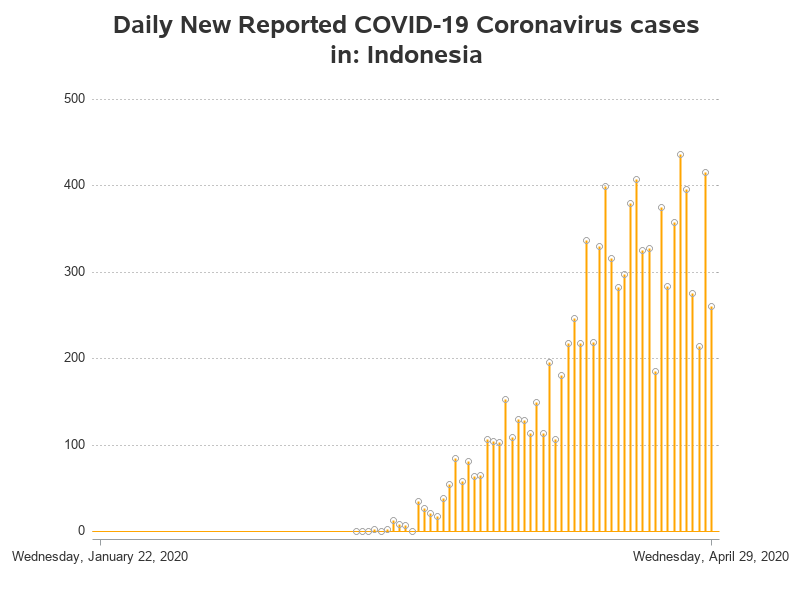 Daily New Reported COVID-19 Coronavirus cases
in: Indonesia
500
400
300
200
100
0
Wednesday, January 22, 2020
Wednesday, April 29, 2020